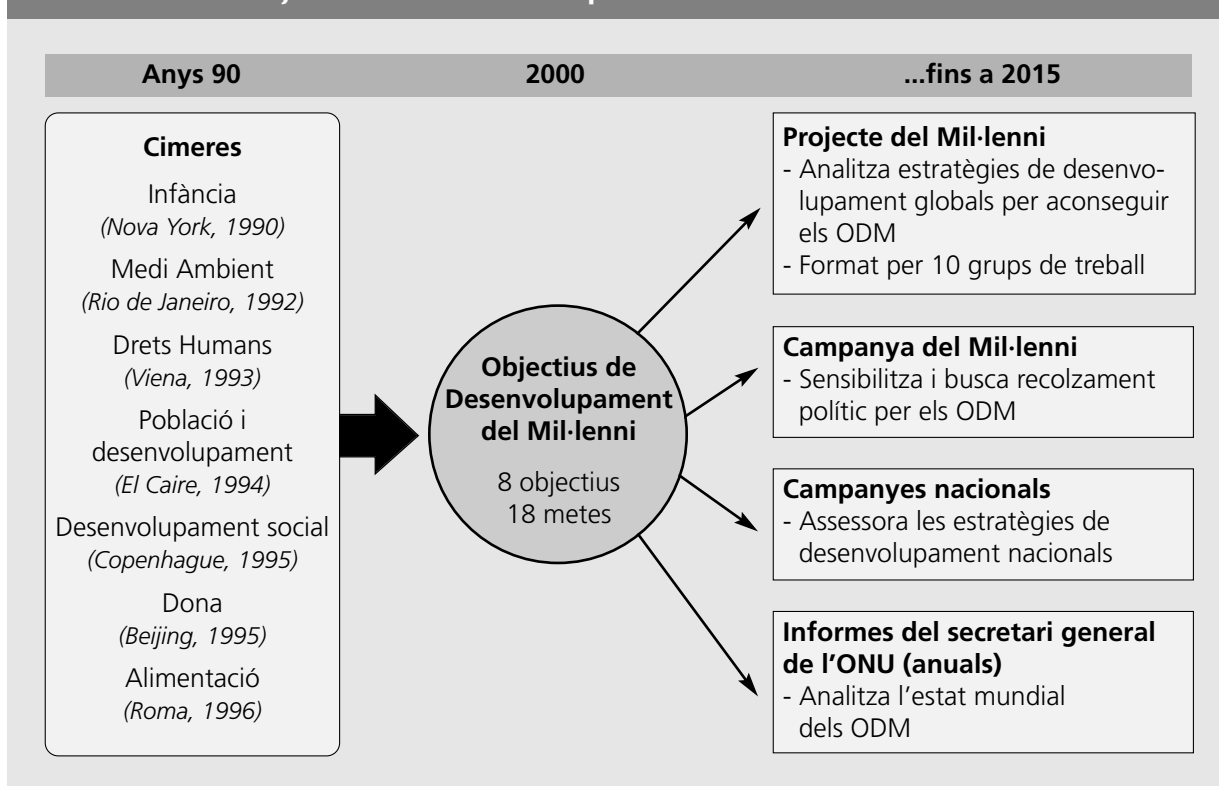 Anys 90
2000
...fins a 2015
Cimeres
Infància
(Nova York, 1990)
Medi Ambient
(Rio de Janeiro, 1992)
Drets Humans
(Viena, 1993)
Població i
desenvolupament
(El Caire, 1994)
Desenvolupament social
(Copenhague, 1995)
Dona
(Beijing, 1995)
Alimentació
(Roma, 1996)
Objectius de
Desenvolupament
del Mil·lenni
8 objectius
18 metes
Projecte del Mil·lenni
- Analitza estratègies de desenvo-
lupament globals per aconseguir
els ODM
- Format per 10 grups de treball
Campanya del Mil·lenni
- Sensibilitza i busca recolzament
polític per els ODM
Campanyes nacionals
- Assessora les estratègies de
desenvolupament nacionals
Informes del secretari general
de l’ONU (anuals)
- Analitza l’estat mundial
dels ODM